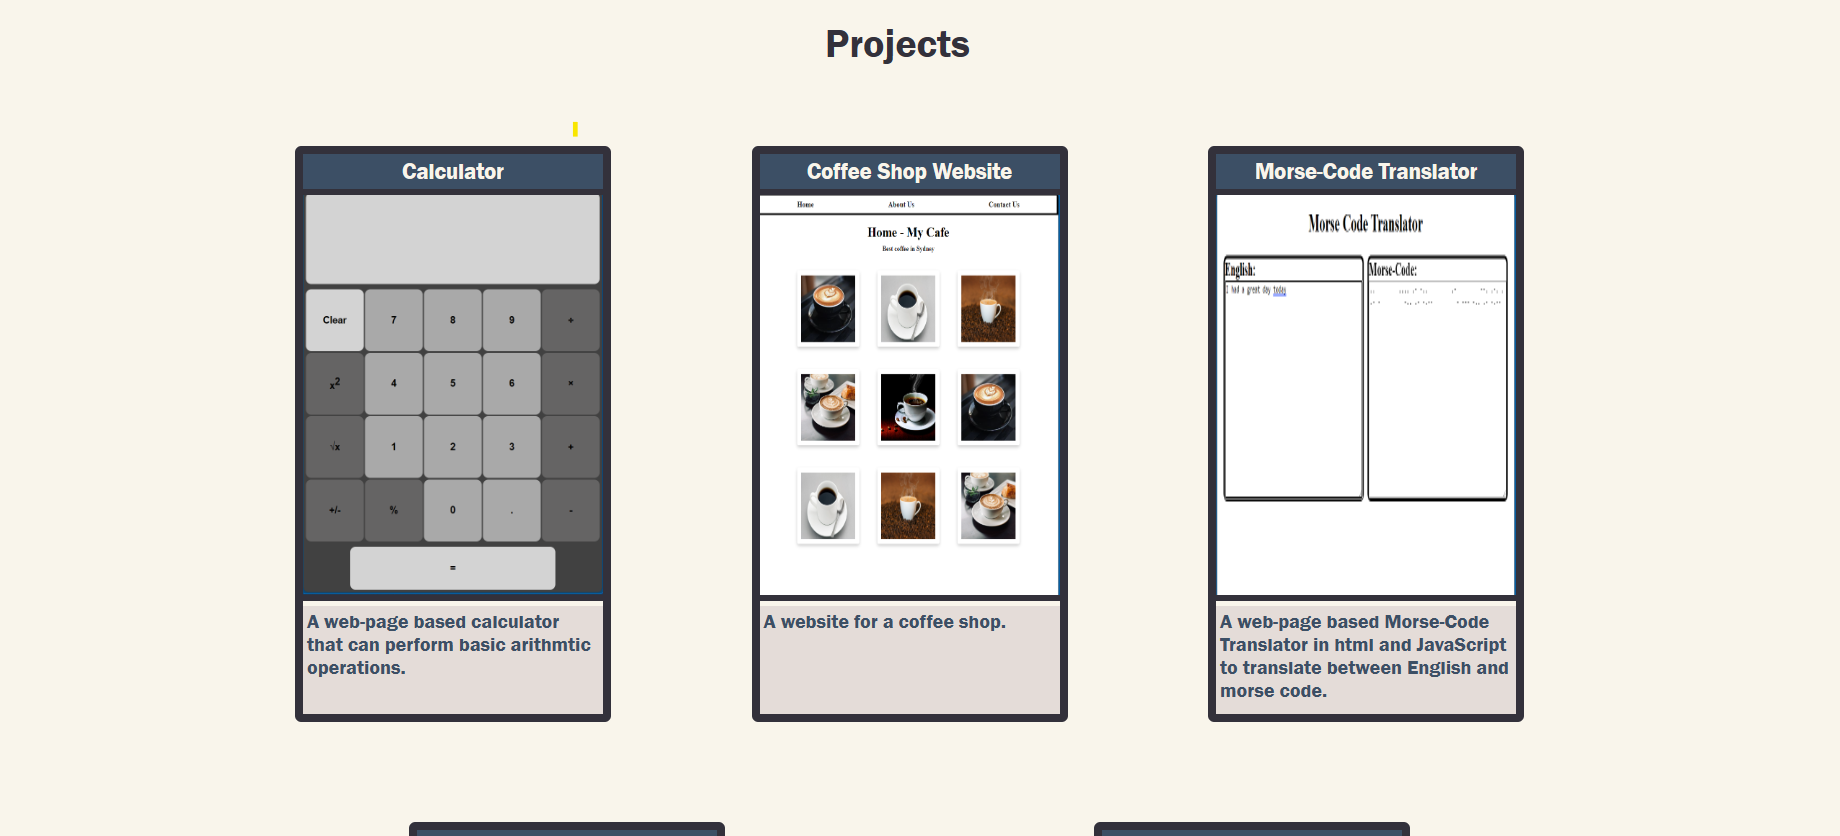 Projects
Calculator
Clear 7 8 9 ÷
x² 4 5 6 ×
√x 1 2 3 +
+/- % 0 . -
=
A web-page based calculator
that can perform basic arithmtic
operations.
Coffee Shop Website
Home About Us Contact Us
Home - My Cafe
Best coffee in Sydney
A website for a coffee shop.
Morse-Code Translator
Morse Code Translator
English:
I had a great day today
Morse-Code:
A web-page based Morse-Code
Translator in html and JavaScript
to translate between English and
morse code.